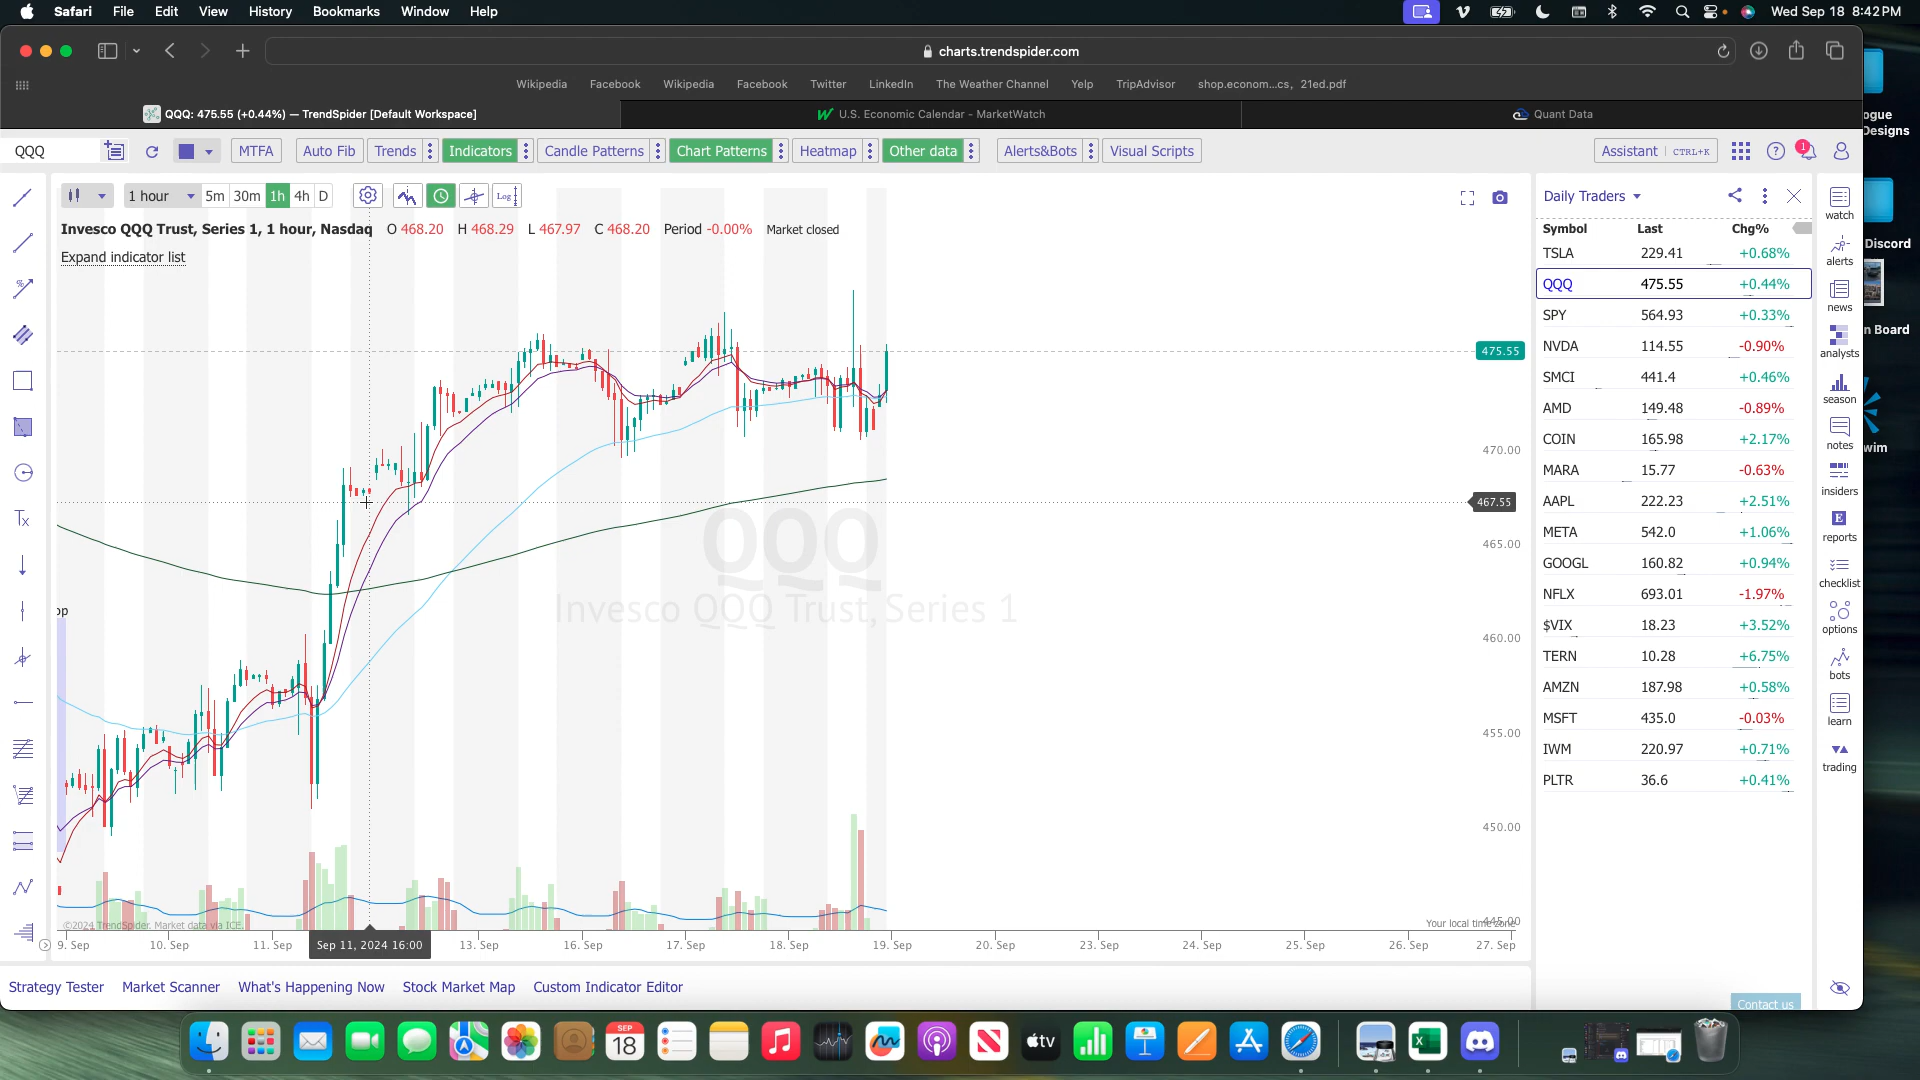 Safari File Edit View History Bookmarks Window Help
Wed Sep 18 8:42 PM
charts.trendspider.com
Wikipedia Facebook Wikipedia Facebook Twitter LinkedIn The Weather Channel Yelp TripAdvisor shop.econom...cs, 21ed.pdf
QQQ: 475.55 (+0.44%) — TrendSpider [Default Workspace]
U.S. Economic Calendar - MarketWatch
Quant Data
QQQ MTFA Auto Fib Trends Indicators Candle Patterns Chart Patterns Heatmap Other data Alerts&Bots Visual Scripts Assistant CTRL+K 1
1 hour 5m 30m 1h 4h D Log
Invesco QQQ Trust, Series 1, 1 hour, Nasdaq O 468.20 H 468.29 L 467.97 C 468.20 Period -0.00% Market closed
Expand indicator list
475.55
470.00
467.55
465.00
460.00
455.00
450.00
445.00
op
QQQ
Invesco QQQ Trust, Series 1
©2024 TrendSpider. Market data via ICE.
Your local time zone
9. Sep 10. Sep 11. Sep Sep 11, 2024 16:00 13. Sep 16. Sep 17. Sep 18. Sep 19. Sep 20. Sep 23. Sep 24. Sep 25. Sep 26. Sep 27. Sep
Strategy Tester Market Scanner What's Happening Now Stock Market Map Custom Indicator Editor
Daily Traders
Symbol Last Chg%
TSLA 229.41 +0.68%
QQQ 475.55 +0.44%
SPY 564.93 +0.33%
NVDA 114.55 -0.90%
SMCI 441.4 +0.46%
AMD 149.48 -0.89%
COIN 165.98 +2.17%
MARA 15.77 -0.63%
AAPL 222.23 +2.51%
META 542.0 +1.06%
GOOGL 160.82 +0.94%
NFLX 693.01 -1.97%
$VIX 18.23 +3.52%
TERN 10.28 +6.75%
AMZN 187.98 +0.58%
MSFT 435.0 -0.03%
IWM 220.97 +0.71%
PLTR 36.6 +0.41%
Contact us
watch
alerts
news
analysts
season
notes
insiders
reports
checklist
options
bots
learn
trading
ogue
Designs
Discord
n Board
wim
SEP
18
tv